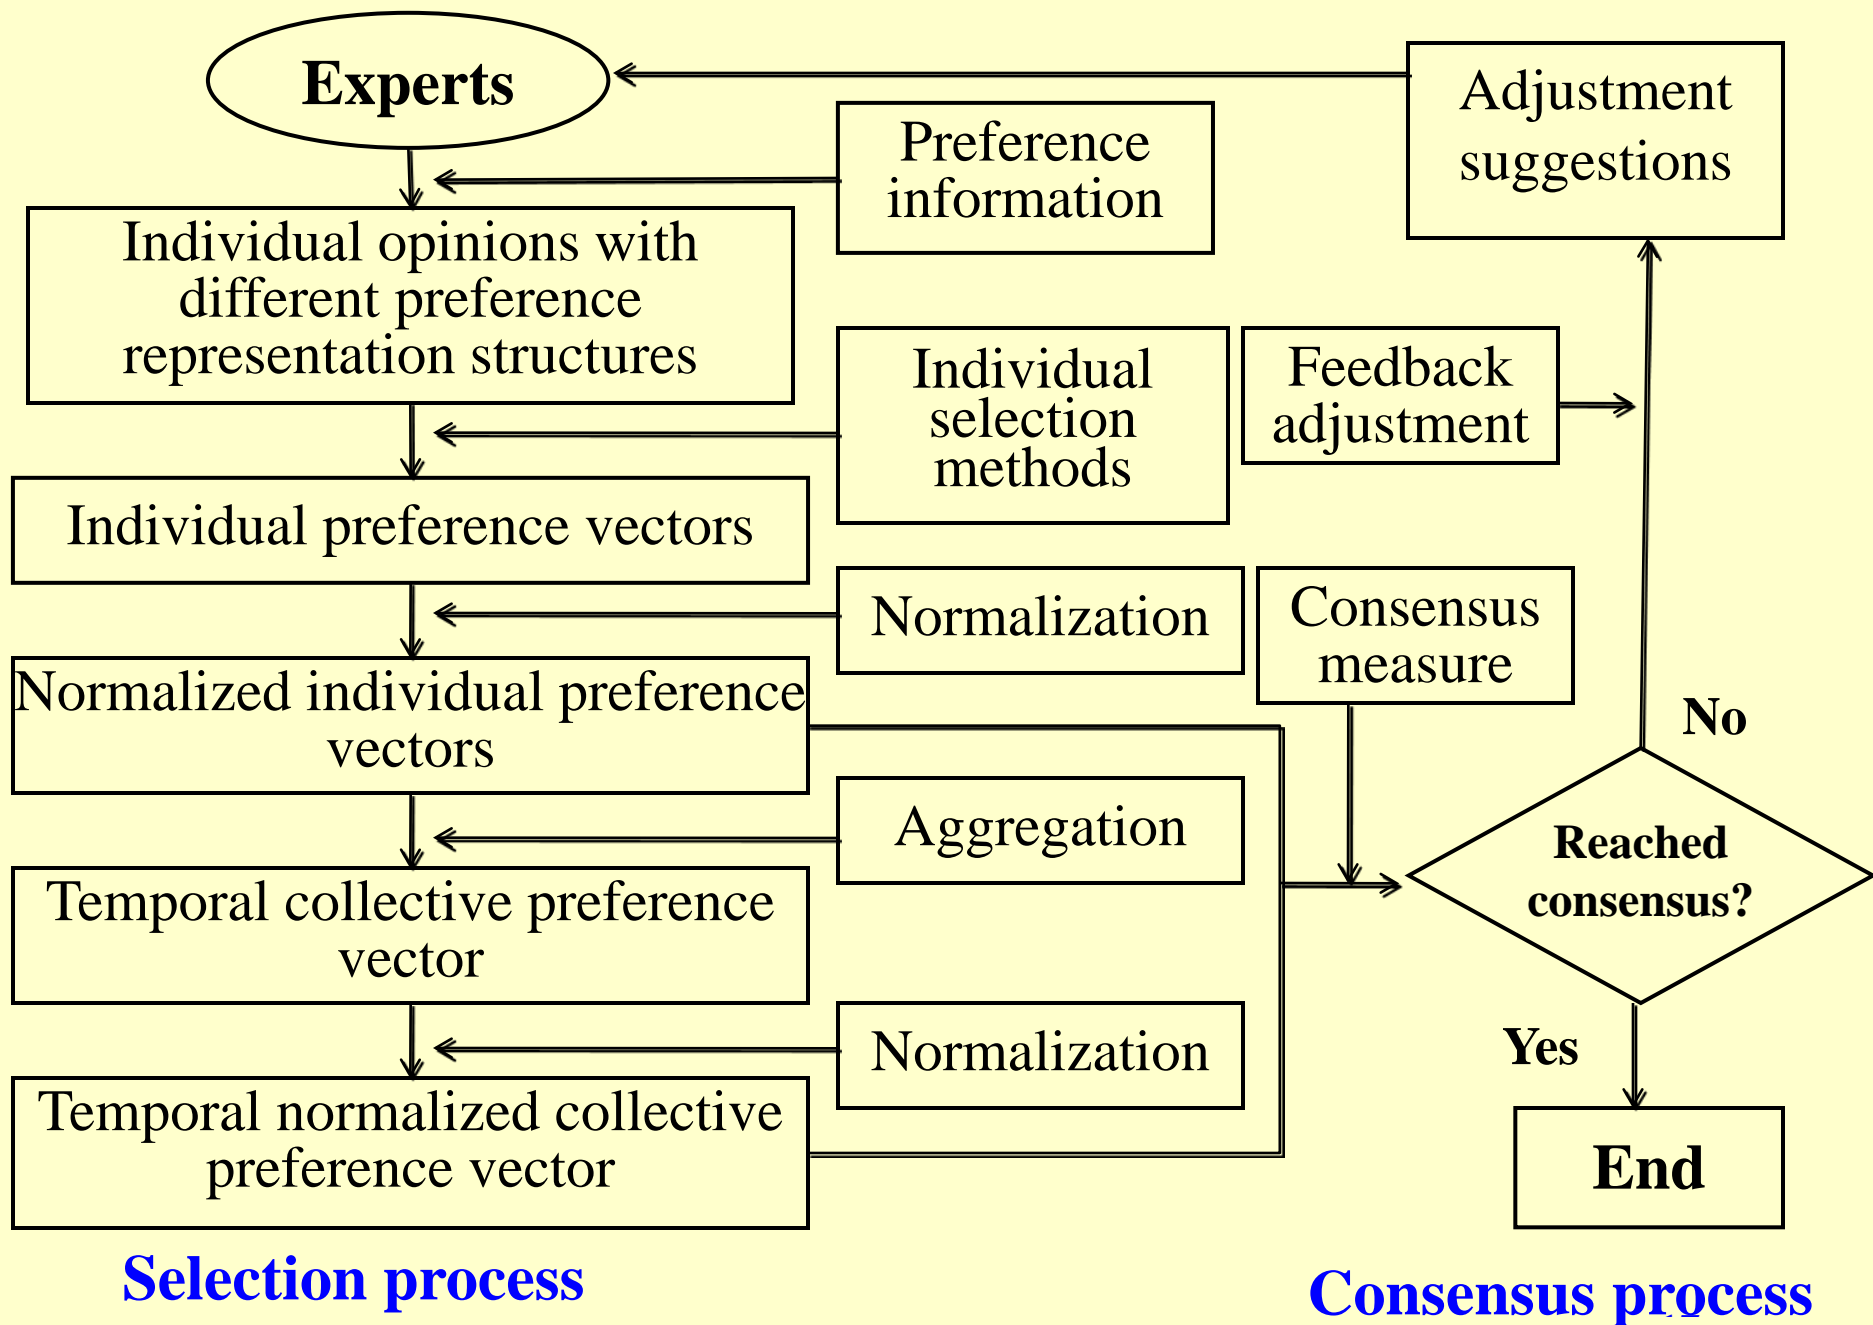 Experts
Adjustment
suggestions
Preference
information
Individual opinions with
different preference
representation structures
Individual
selection
methods
Feedback
adjustment
Individual preference vectors
Normalization
Consensus
measure
Normalized individual preference
vectors
No
Aggregation
Reached
consensus?
Temporal collective preference
vector
Normalization
Yes
Temporal normalized collective
preference vector
End
Selection process
Consensus process